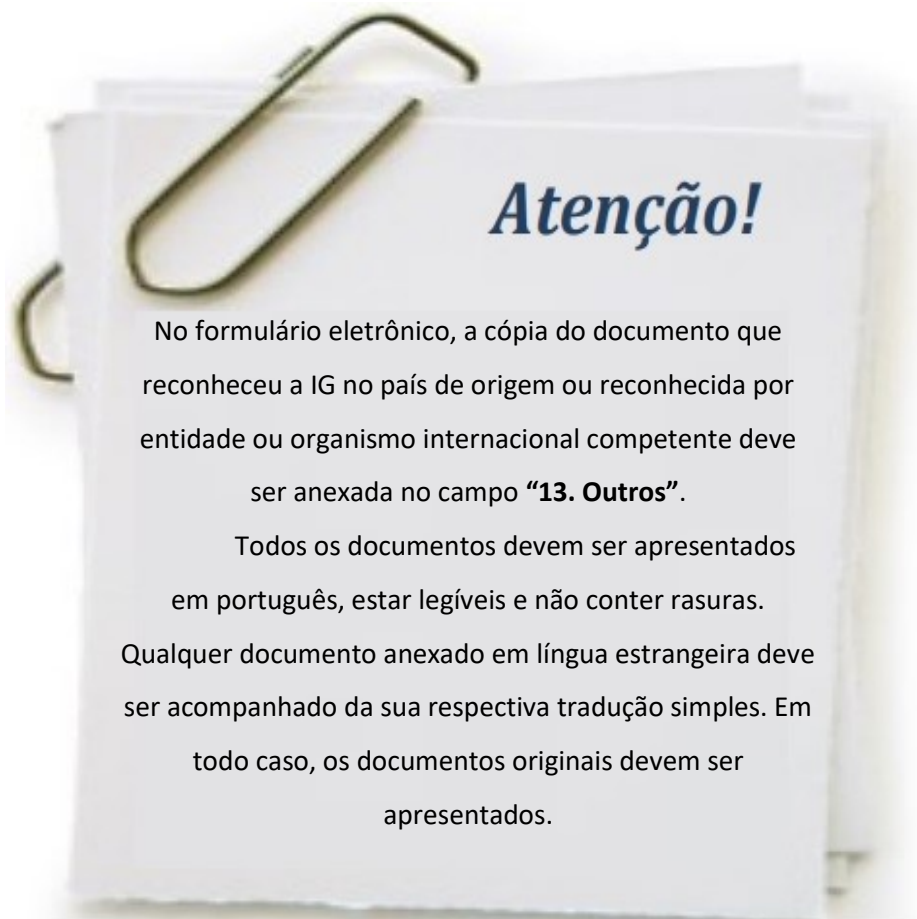 Atenção!
No formulário eletrônico, a cópia do documento que
reconheceu a IG no país de origem ou reconhecida por
entidade ou organismo internacional competente deve
ser anexada no campo “13. Outros”.
Todos os documentos devem ser apresentados
em português, estar legíveis e não conter rasuras.
Qualquer documento anexado em língua estrangeira deve
ser acompanhado da sua respectiva tradução simples. Em
todo caso, os documentos originais devem ser
apresentados.